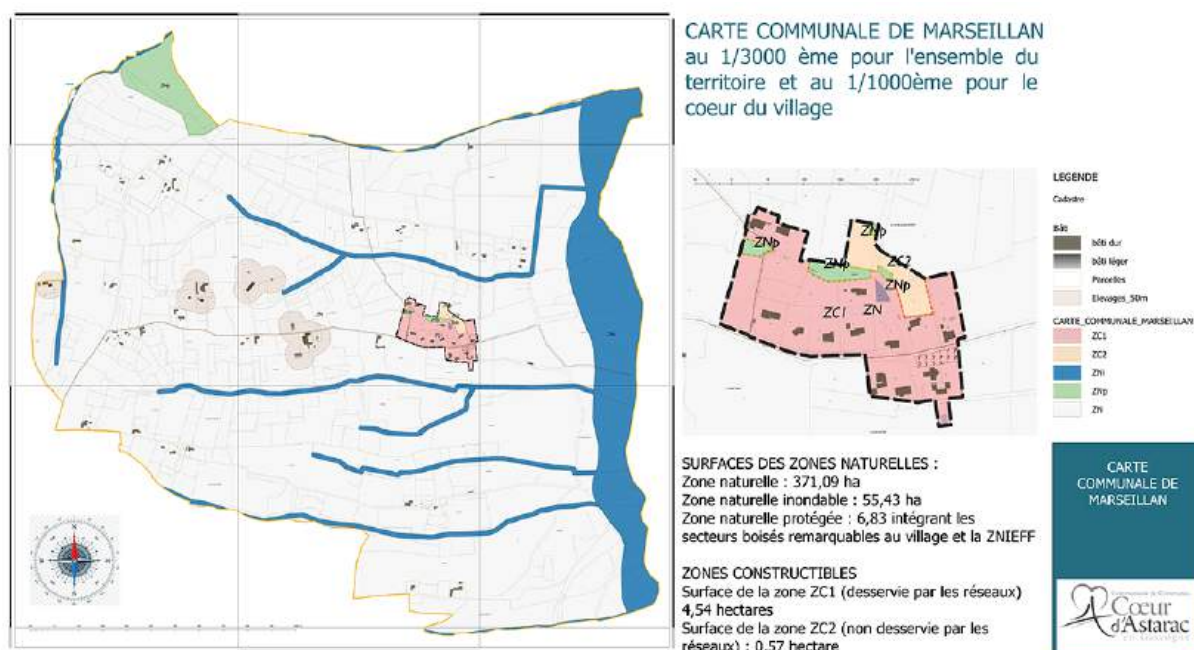 CARTE COMMUNALE DE MARSEILLAN
au 1/3000 ème pour l'ensemble du
territoire et au 1/1000ème pour le
coeur du village
ZNp
ZNp
ZC2
ZNp
ZNp
ZC1
ZN
LEGENDE
Cadastre
Bâti
bâti dur
bâti léger
Parcelles
Elevages_50m
CARTE_COMMUNALE_MARSEILLAN
ZC1
ZC2
ZNi
ZNp
ZN
SURFACES DES ZONES NATURELLES :
Zone naturelle : 371,09 ha
Zone naturelle inondable : 55,43 ha
Zone naturelle protégée : 6,83 intégrant les
secteurs boisés remarquables au village et la ZNIEFF
ZONES CONSTRUCTIBLES
Surface de la zone ZC1 (desservie par les réseaux)
4,54 hectares
Surface de la zone ZC2 (non desservie par les
réseaux) : 0,57 hectare
CARTE
COMMUNALE DE
MARSEILLAN
Coeur
d'Astarac
en Gascogne